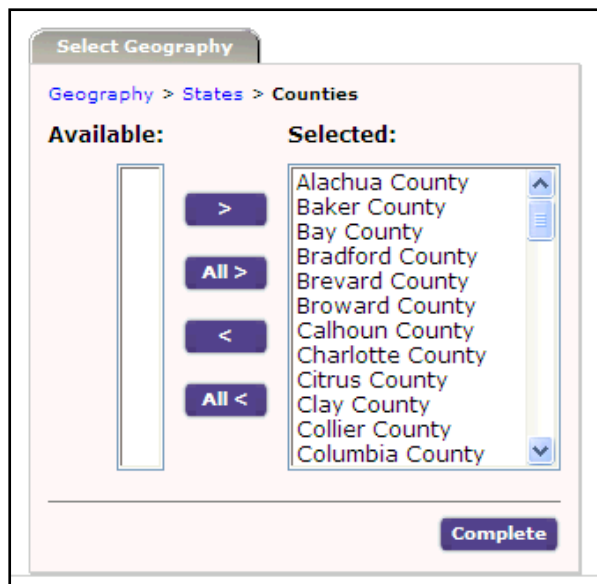 Select Geography
Geography > States > Counties
Available:
Selected:
Alachua County
Baker County
Bay County
Bradford County
Brevard County
Broward County
Calhoun County
Charlotte County
Citrus County
Clay County
Collier County
Columbia County
>
All >
<
All <
Complete